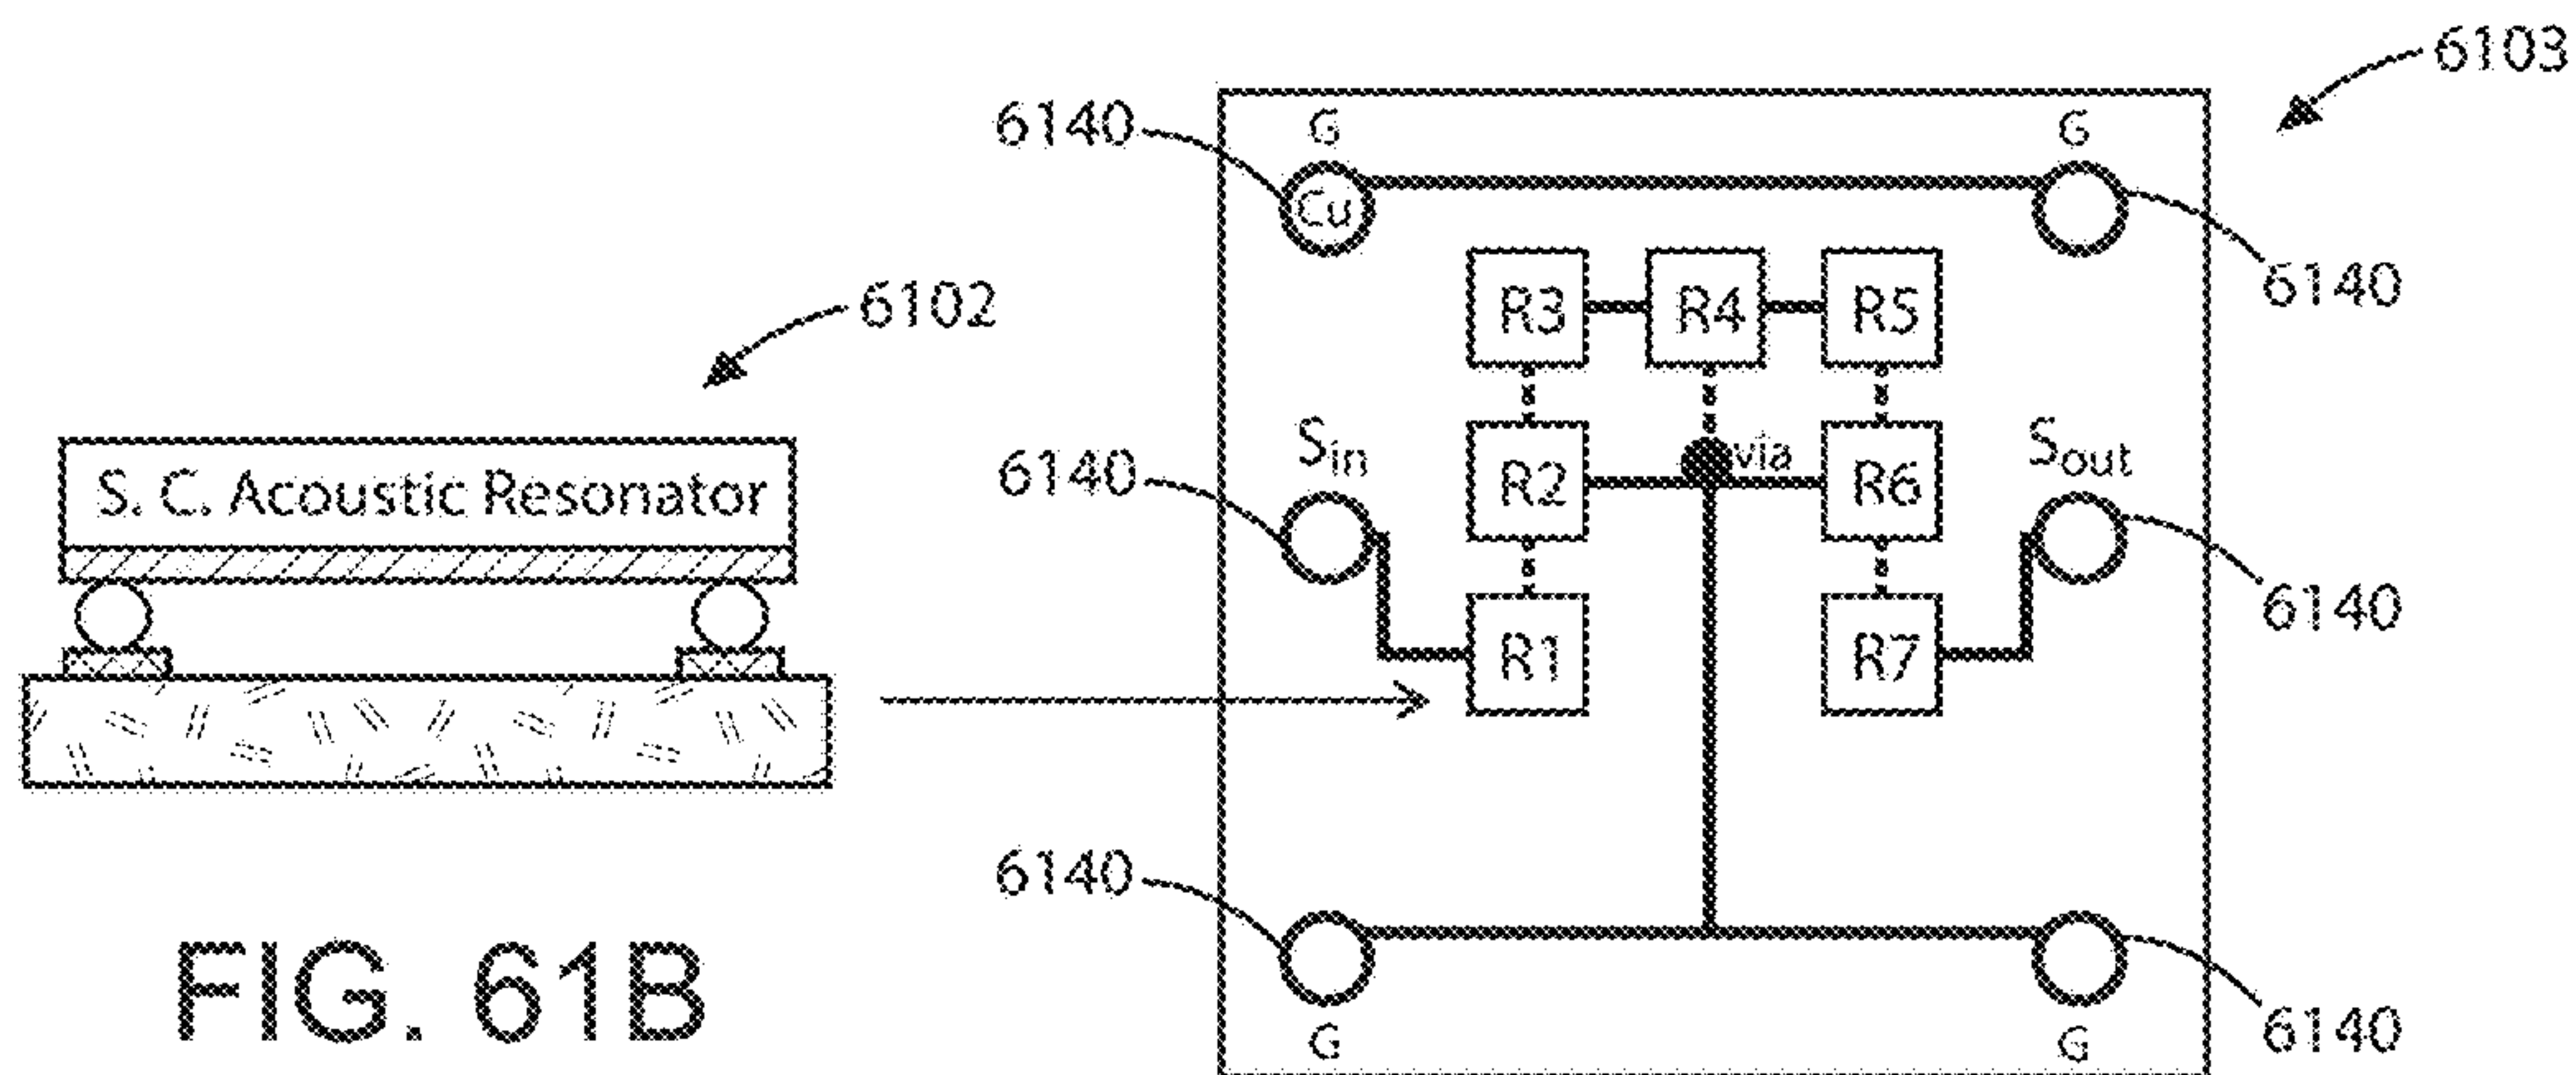 6103
6140 G G
Cu
6140
R3 R4 R5
6102
Sin via Sout
6140
S. C. Acoustic Resonator R2 R6
6140
R1 R7
6140
FIG. 61B
G G 6140